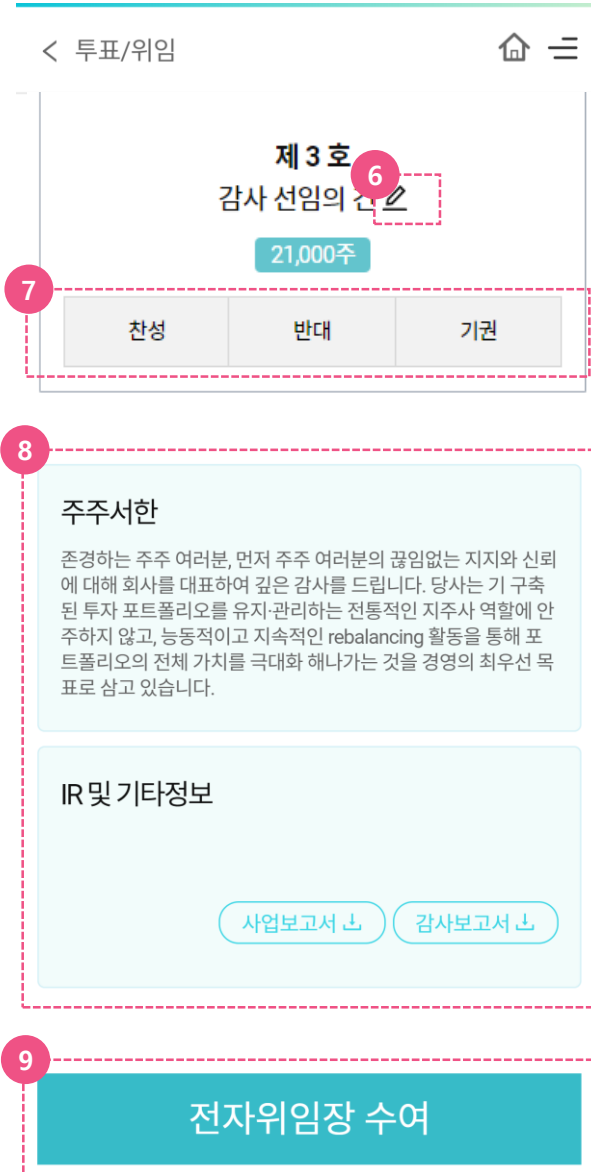 투표/위임
제 3 호
6
감사 선임의 건
21,000주
7
찬성 반대 기권
8
주주서한
존경하는 주주 여러분, 먼저 주주 여러분의 끊임없는 지지와 신뢰
에 대해 회사를 대표하여 깊은 감사를 드립니다. 당사는 기 구축
된 투자 포트폴리오를 유지·관리하는 전통적인 지주사 역할에 안
주하지 않고, 능동적이고 지속적인 rebalancing 활동을 통해 포
트폴리오의 전체 가치를 극대화 해나가는 것을 경영의 최우선 목
표로 삼고 있습니다.
IR 및 기타정보
사업보고서 감사보고서
9
전자위임장 수여